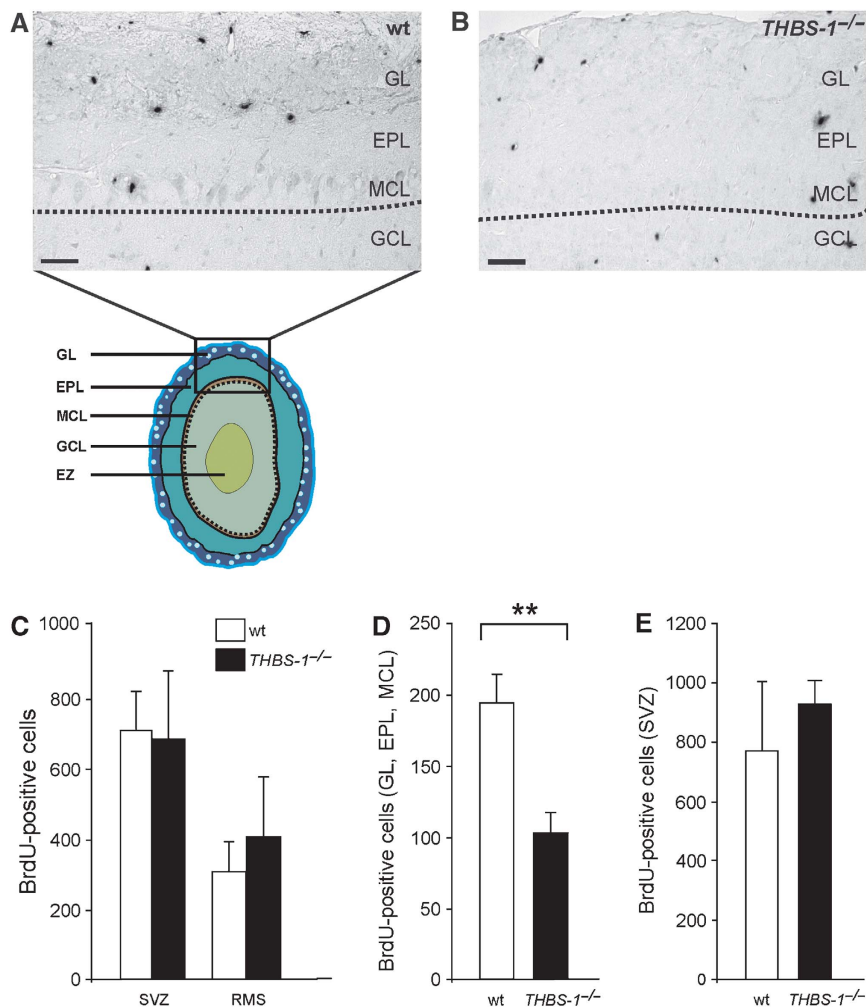 A
wt
GL
EPL
MCL
GCL
B
THBS-1–/–
GL
EPL
MCL
GCL
GL
EPL
MCL
GCL
EZ
C
BrdU-positive cells
1000
800
600
400
200
0
SVZ
RMS
wt
THBS-1–/–
D
BrdU-positive cells (GL, EPL, MCL)
250
200
150
100
50
0
**
wt
THBS-1–/–
E
BrdU-positive cells (SVZ)
1200
1000
800
600
400
200
0
wt
THBS-1–/–